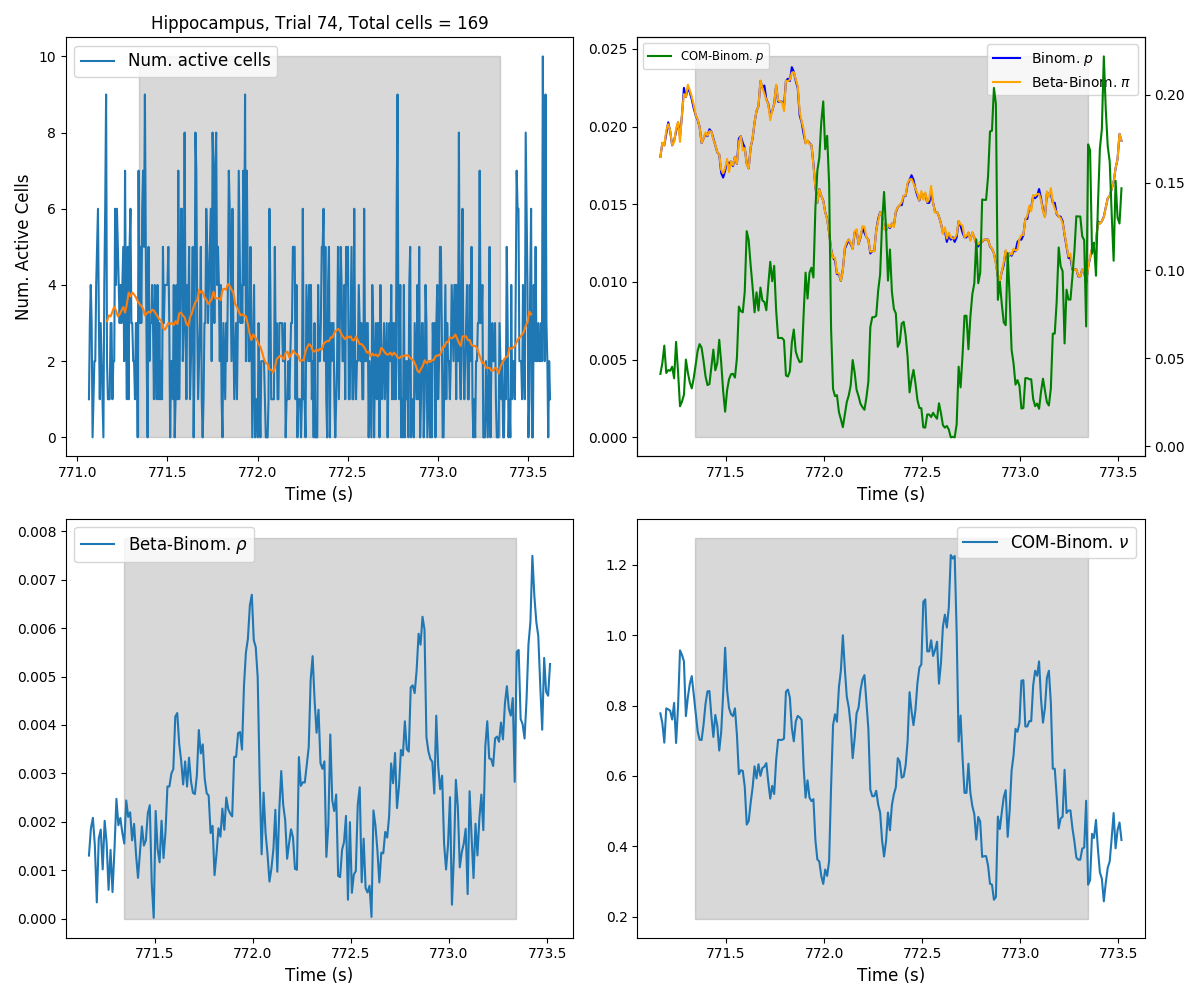 Hippocampus, Trial 74, Total cells = 169
Num. active cells
Num. Active Cells
10
8
6
4
2
0
771.0 771.5 772.0 772.5 773.0 773.5
Time (s)
COM-Binom. p
Binom. p
Beta-Binom. π
0.025
0.020
0.015
0.010
0.005
0.000
0.20
0.15
0.10
0.05
0.00
771.5 772.0 772.5 773.0 773.5
Time (s)
Beta-Binom. ρ
0.008
0.007
0.006
0.005
0.004
0.003
0.002
0.001
0.000
771.5 772.0 772.5 773.0 773.5
Time (s)
COM-Binom. ν
1.2
1.0
0.8
0.6
0.4
0.2
771.5 772.0 772.5 773.0 773.5
Time (s)